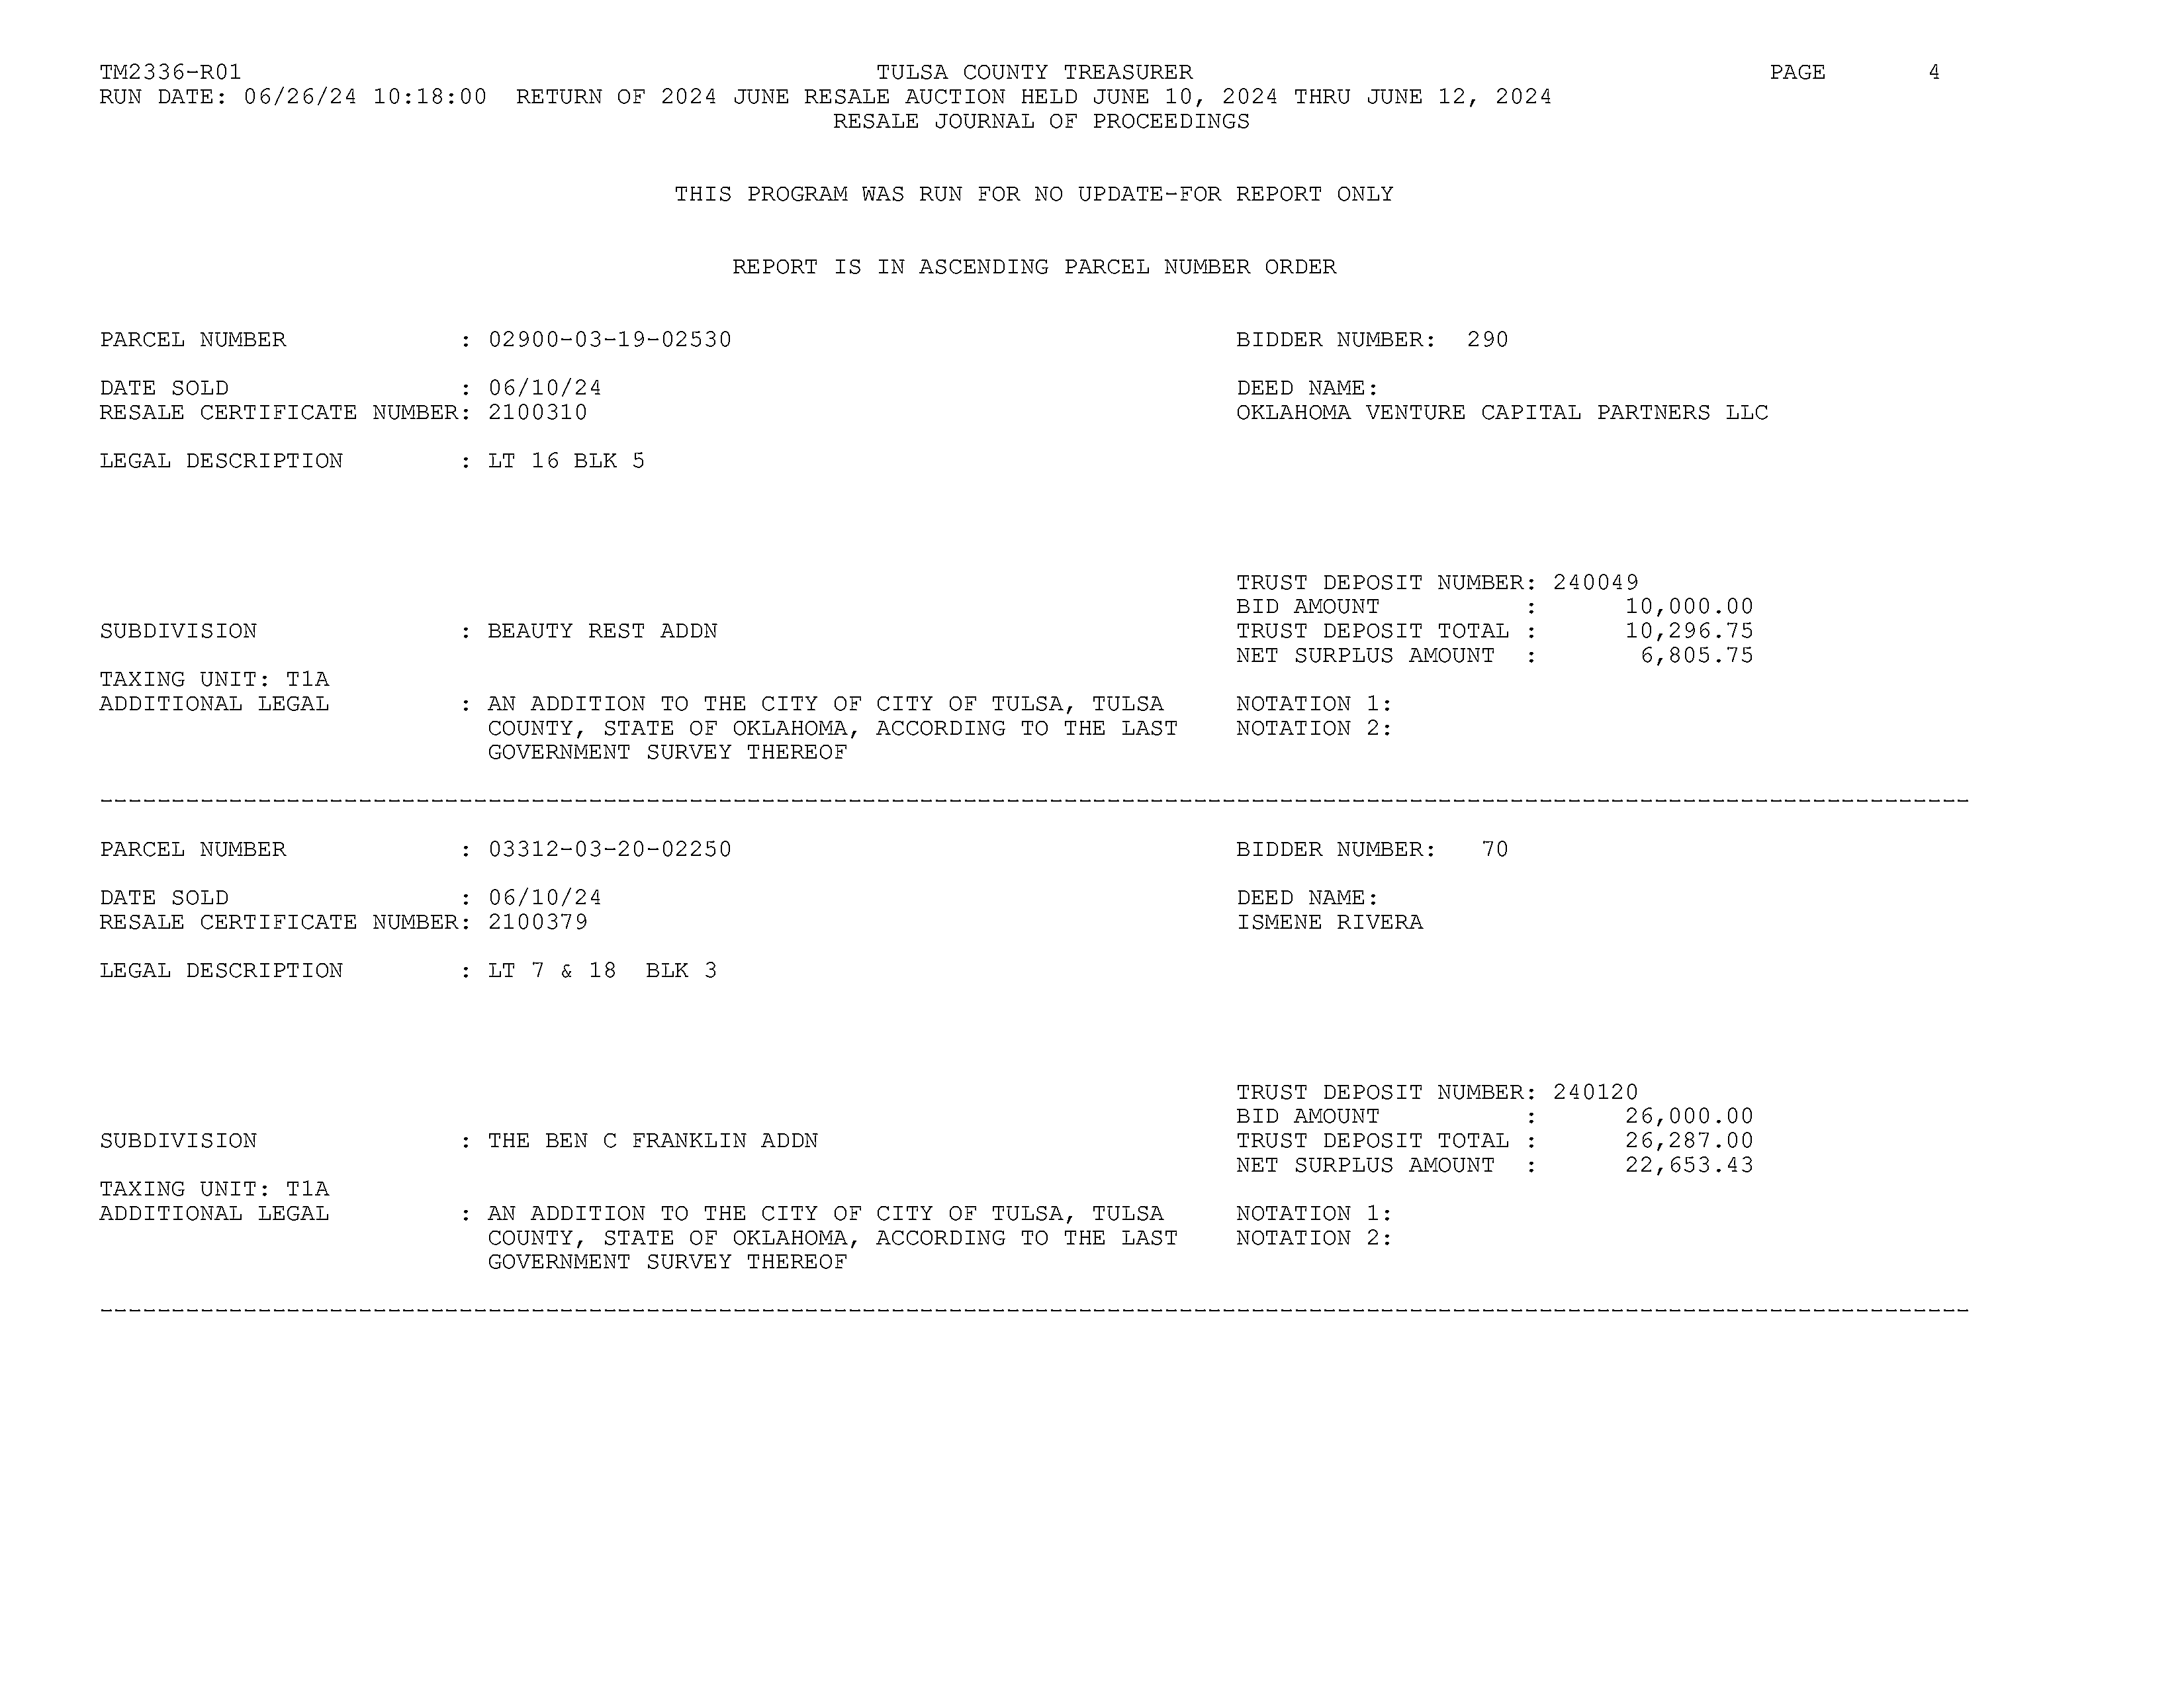 TM2336-R01 TULSA COUNTY TREASURER PAGE 4
RUN DATE: 06/26/24 10:18:00 RETURN OF 2024 JUNE RESALE AUCTION HELD JUNE 10, 2024 THRU JUNE 12, 2024
RESALE JOURNAL OF PROCEEDINGS
THIS PROGRAM WAS RUN FOR NO UPDATE-FOR REPORT ONLY
REPORT IS IN ASCENDING PARCEL NUMBER ORDER
PARCEL NUMBER : 02900-03-19-02530 BIDDER NUMBER: 290
DATE SOLD : 06/10/24 DEED NAME:
RESALE CERTIFICATE NUMBER: 2100310 OKLAHOMA VENTURE CAPITAL PARTNERS LLC
LEGAL DESCRIPTION : LT 16 BLK 5
TRUST DEPOSIT NUMBER: 240049
BID AMOUNT : 10,000.00
SUBDIVISION : BEAUTY REST ADDN TRUST DEPOSIT TOTAL : 10,296.75
NET SURPLUS AMOUNT : 6,805.75
TAXING UNIT: T1A
ADDITIONAL LEGAL : AN ADDITION TO THE CITY OF CITY OF TULSA, TULSA NOTATION 1:
COUNTY, STATE OF OKLAHOMA, ACCORDING TO THE LAST NOTATION 2:
GOVERNMENT SURVEY THEREOF
----------------------------------------------------------------------------------------------------------------------------------
PARCEL NUMBER : 03312-03-20-02250 BIDDER NUMBER: 70
DATE SOLD : 06/10/24 DEED NAME:
RESALE CERTIFICATE NUMBER: 2100379 ISMENE RIVERA
LEGAL DESCRIPTION : LT 7 & 18 BLK 3
TRUST DEPOSIT NUMBER: 240120
BID AMOUNT : 26,000.00
SUBDIVISION : THE BEN C FRANKLIN ADDN TRUST DEPOSIT TOTAL : 26,287.00
NET SURPLUS AMOUNT : 22,653.43
TAXING UNIT: T1A
ADDITIONAL LEGAL : AN ADDITION TO THE CITY OF CITY OF TULSA, TULSA NOTATION 1:
COUNTY, STATE OF OKLAHOMA, ACCORDING TO THE LAST NOTATION 2:
GOVERNMENT SURVEY THEREOF
----------------------------------------------------------------------------------------------------------------------------------